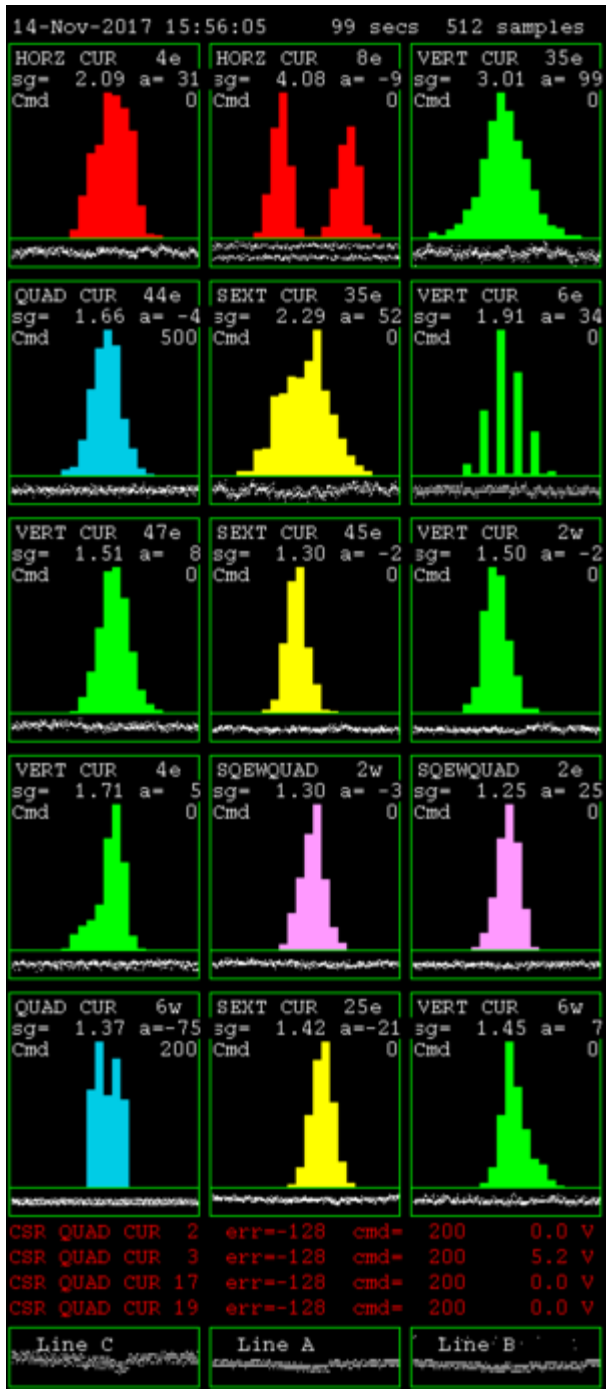 14-Nov-2017 15:56:05 99 secs 512 samples
HORZ CUR 4e
sg= 2.09 a= 31
Cmd 0
HORZ CUR 8e
sg= 4.08 a= -9
Cmd 0
VERT CUR 35e
sg= 3.01 a= 99
Cmd 0
QUAD CUR 44e
sg= 1.66 a= -4
Cmd 500
SEXT CUR 35e
sg= 2.29 a= 52
Cmd 0
VERT CUR 6e
sg= 1.91 a= 34
Cmd 0
VERT CUR 47e
sg= 1.51 a= 8
Cmd 0
SEXT CUR 45e
sg= 1.30 a= -2
Cmd 0
VERT CUR 2w
sg= 1.50 a= -2
Cmd 0
VERT CUR 4e
sg= 1.71 a= 5
Cmd 0
SQEWQUAD 2w
sg= 1.30 a= -3
Cmd 0
SQEWQUAD 2e
sg= 1.25 a= 25
Cmd 0
QUAD CUR 6w
sg= 1.37 a=-75
Cmd 200
SEXT CUR 25e
sg= 1.42 a=-21
Cmd 0
VERT CUR 6w
sg= 1.45 a= 7
Cmd 0
CSR QUAD CUR 2 err=-128 cmd= 200 0.0 V
CSR QUAD CUR 3 err=-128 cmd= 200 5.2 V
CSR QUAD CUR 17 err=-128 cmd= 200 0.0 V
CSR QUAD CUR 19 err=-128 cmd= 200 0.0 V
Line C
Line A
Line B